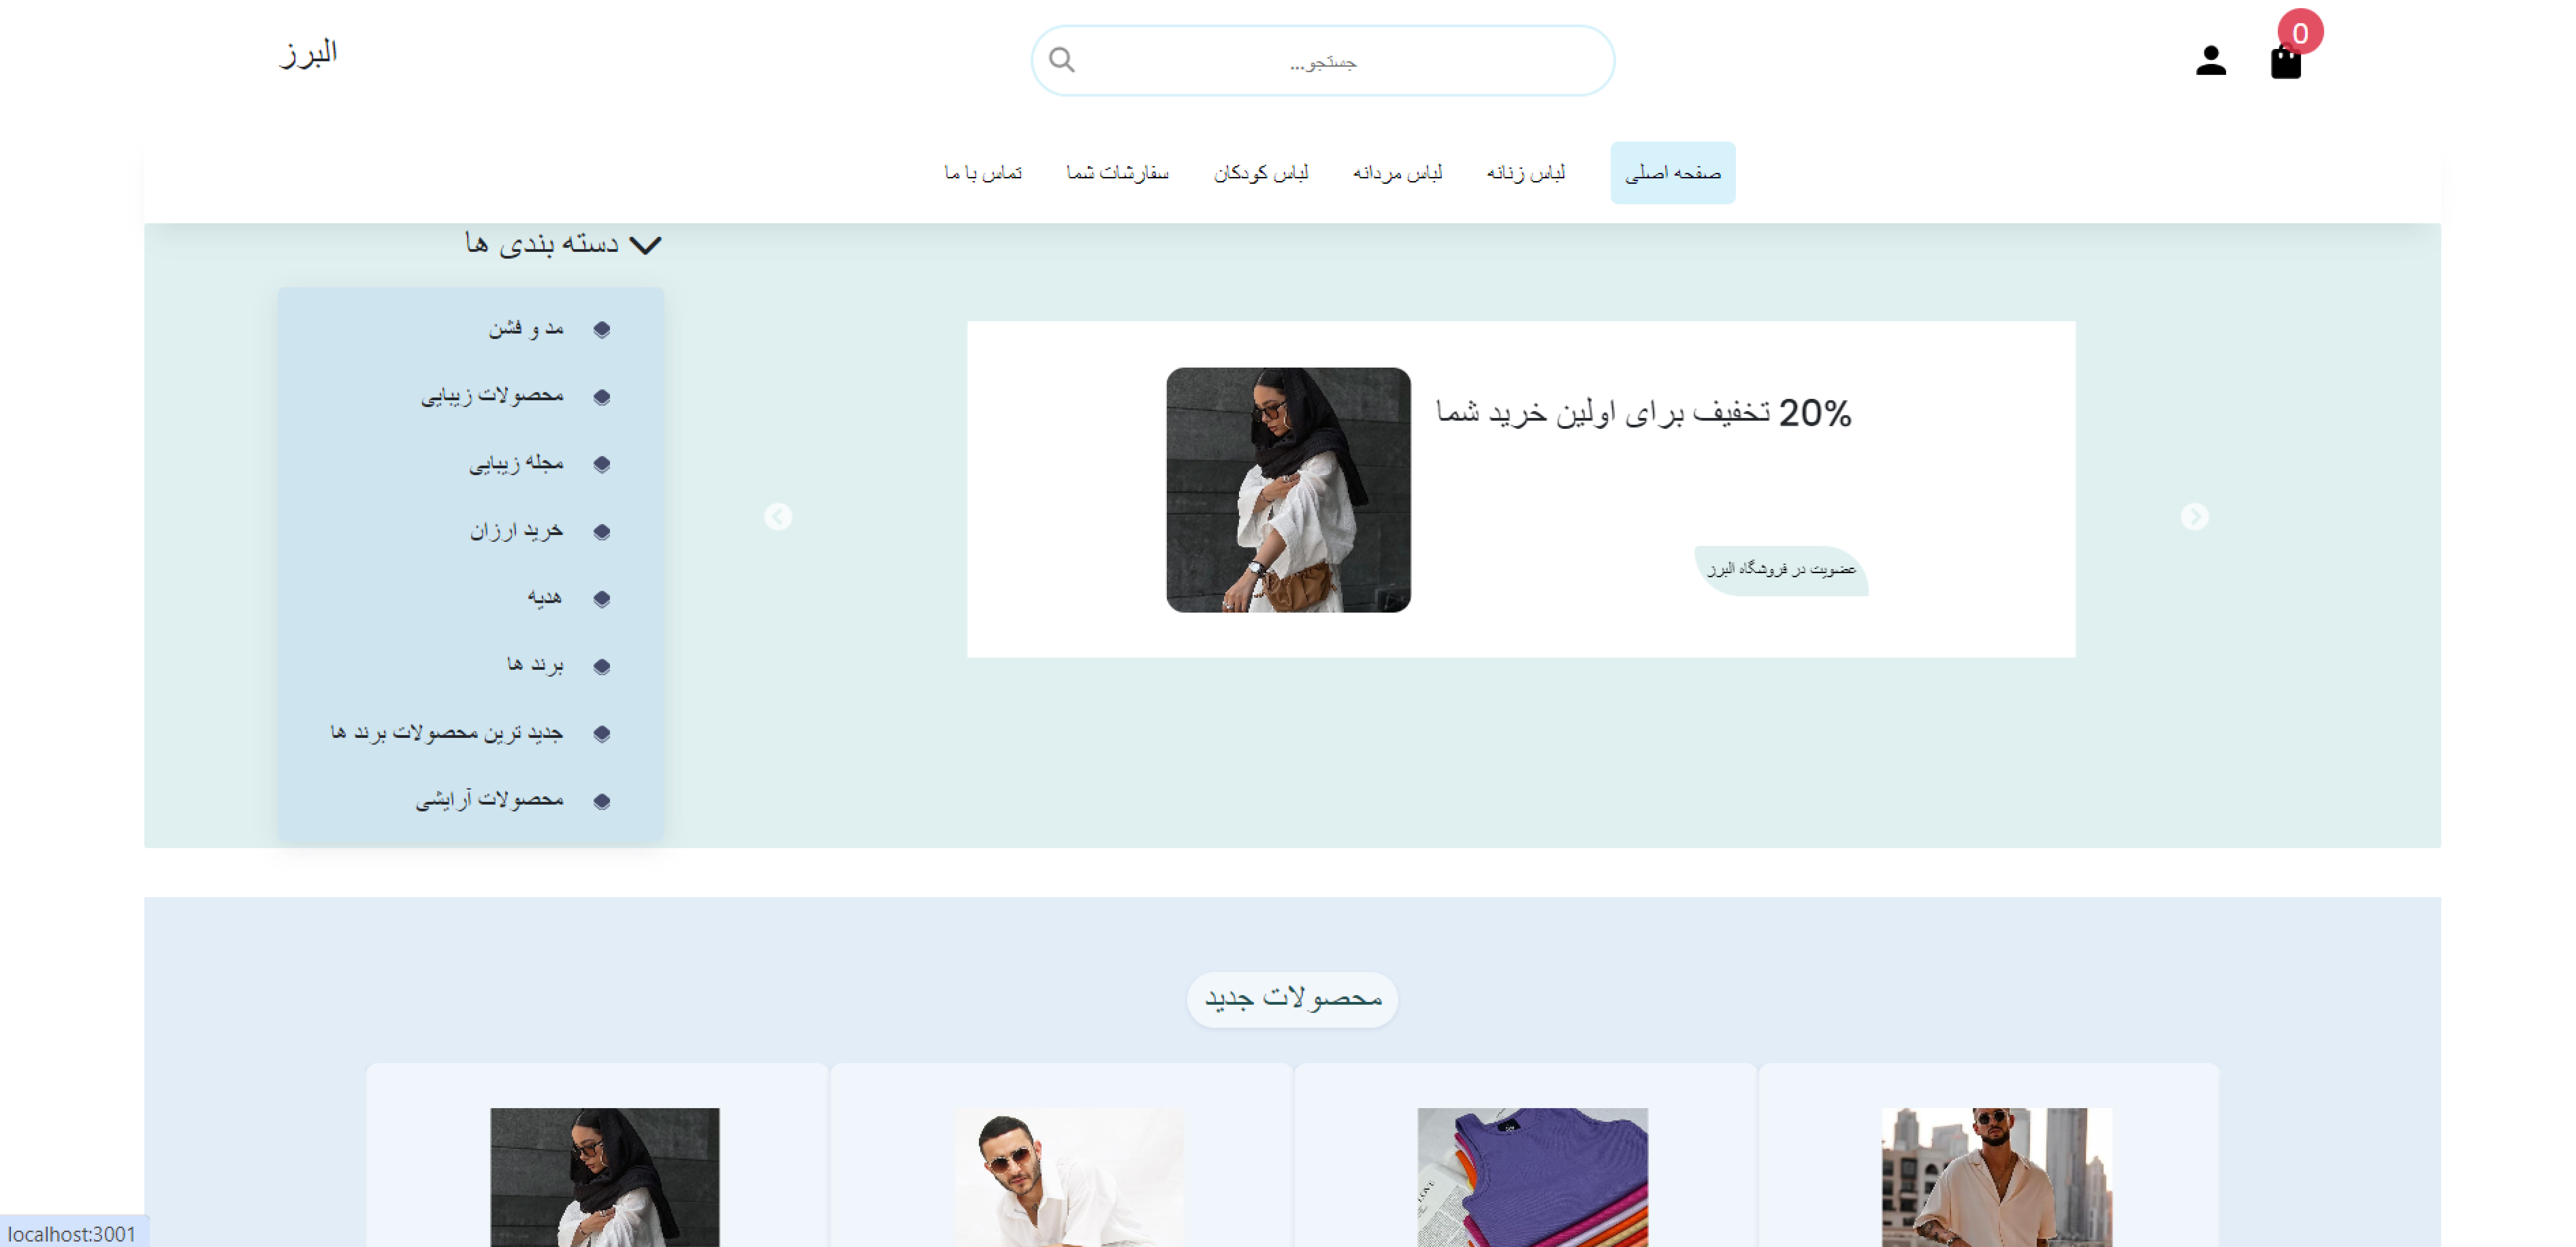 البرز
جستجو...
0
صفحه اصلی
لباس زنانه
لباس مردانه
لباس کودکان
سفارشات شما
تماس با ما
دسته بندی ها
مد و فشن
محصولات زیبایی
مجله زیبایی
خرید ارزان
هدیه
برند ها
جدید ترین محصولات برند ها
محصولات آرایشی
20% تخفیف برای اولین خرید شما
عضویت در فروشگاه البرز
محصولات جدید
localhost:3001